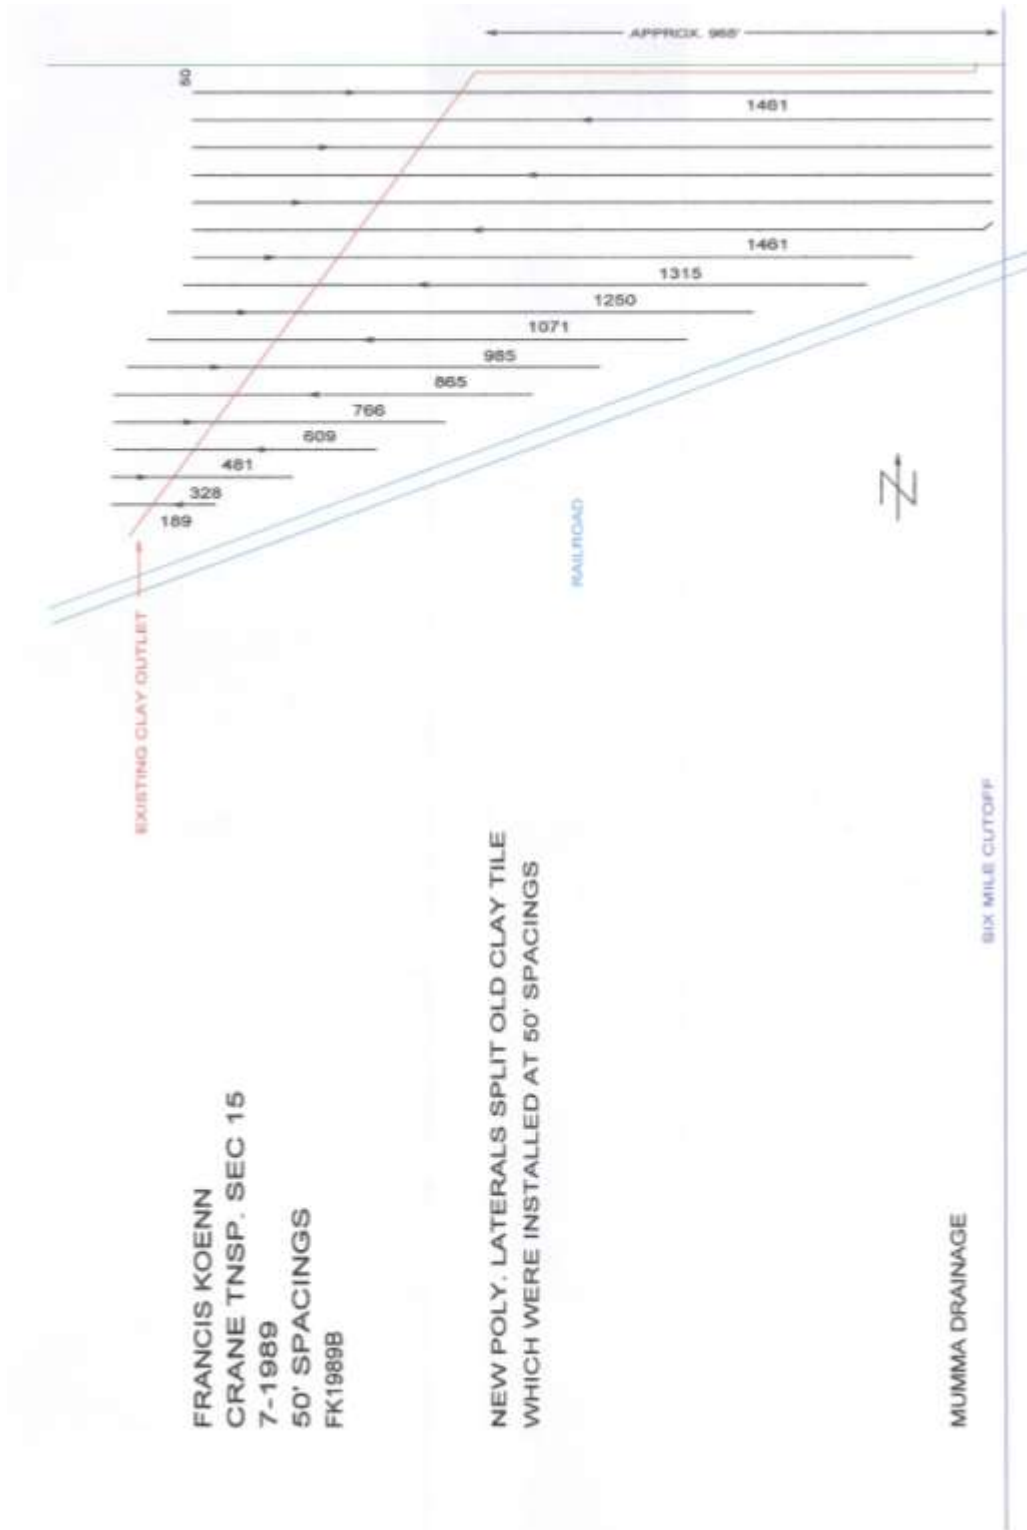 APPROX. 968'
50
1461
1461
1315
1250
1071
985
865
766
609
481
328
189
N
RAILROAD
EXISTING CLAY OUTLET
SIX MILE CUTOFF
NEW POLY. LATERALS SPLIT OLD CLAY TILE
WHICH WERE INSTALLED AT 50' SPACINGS
FRANCIS KOENN
CRANE TNSP. SEC 15
7-1989
50' SPACINGS
FK1989B
MUMMA DRAINAGE